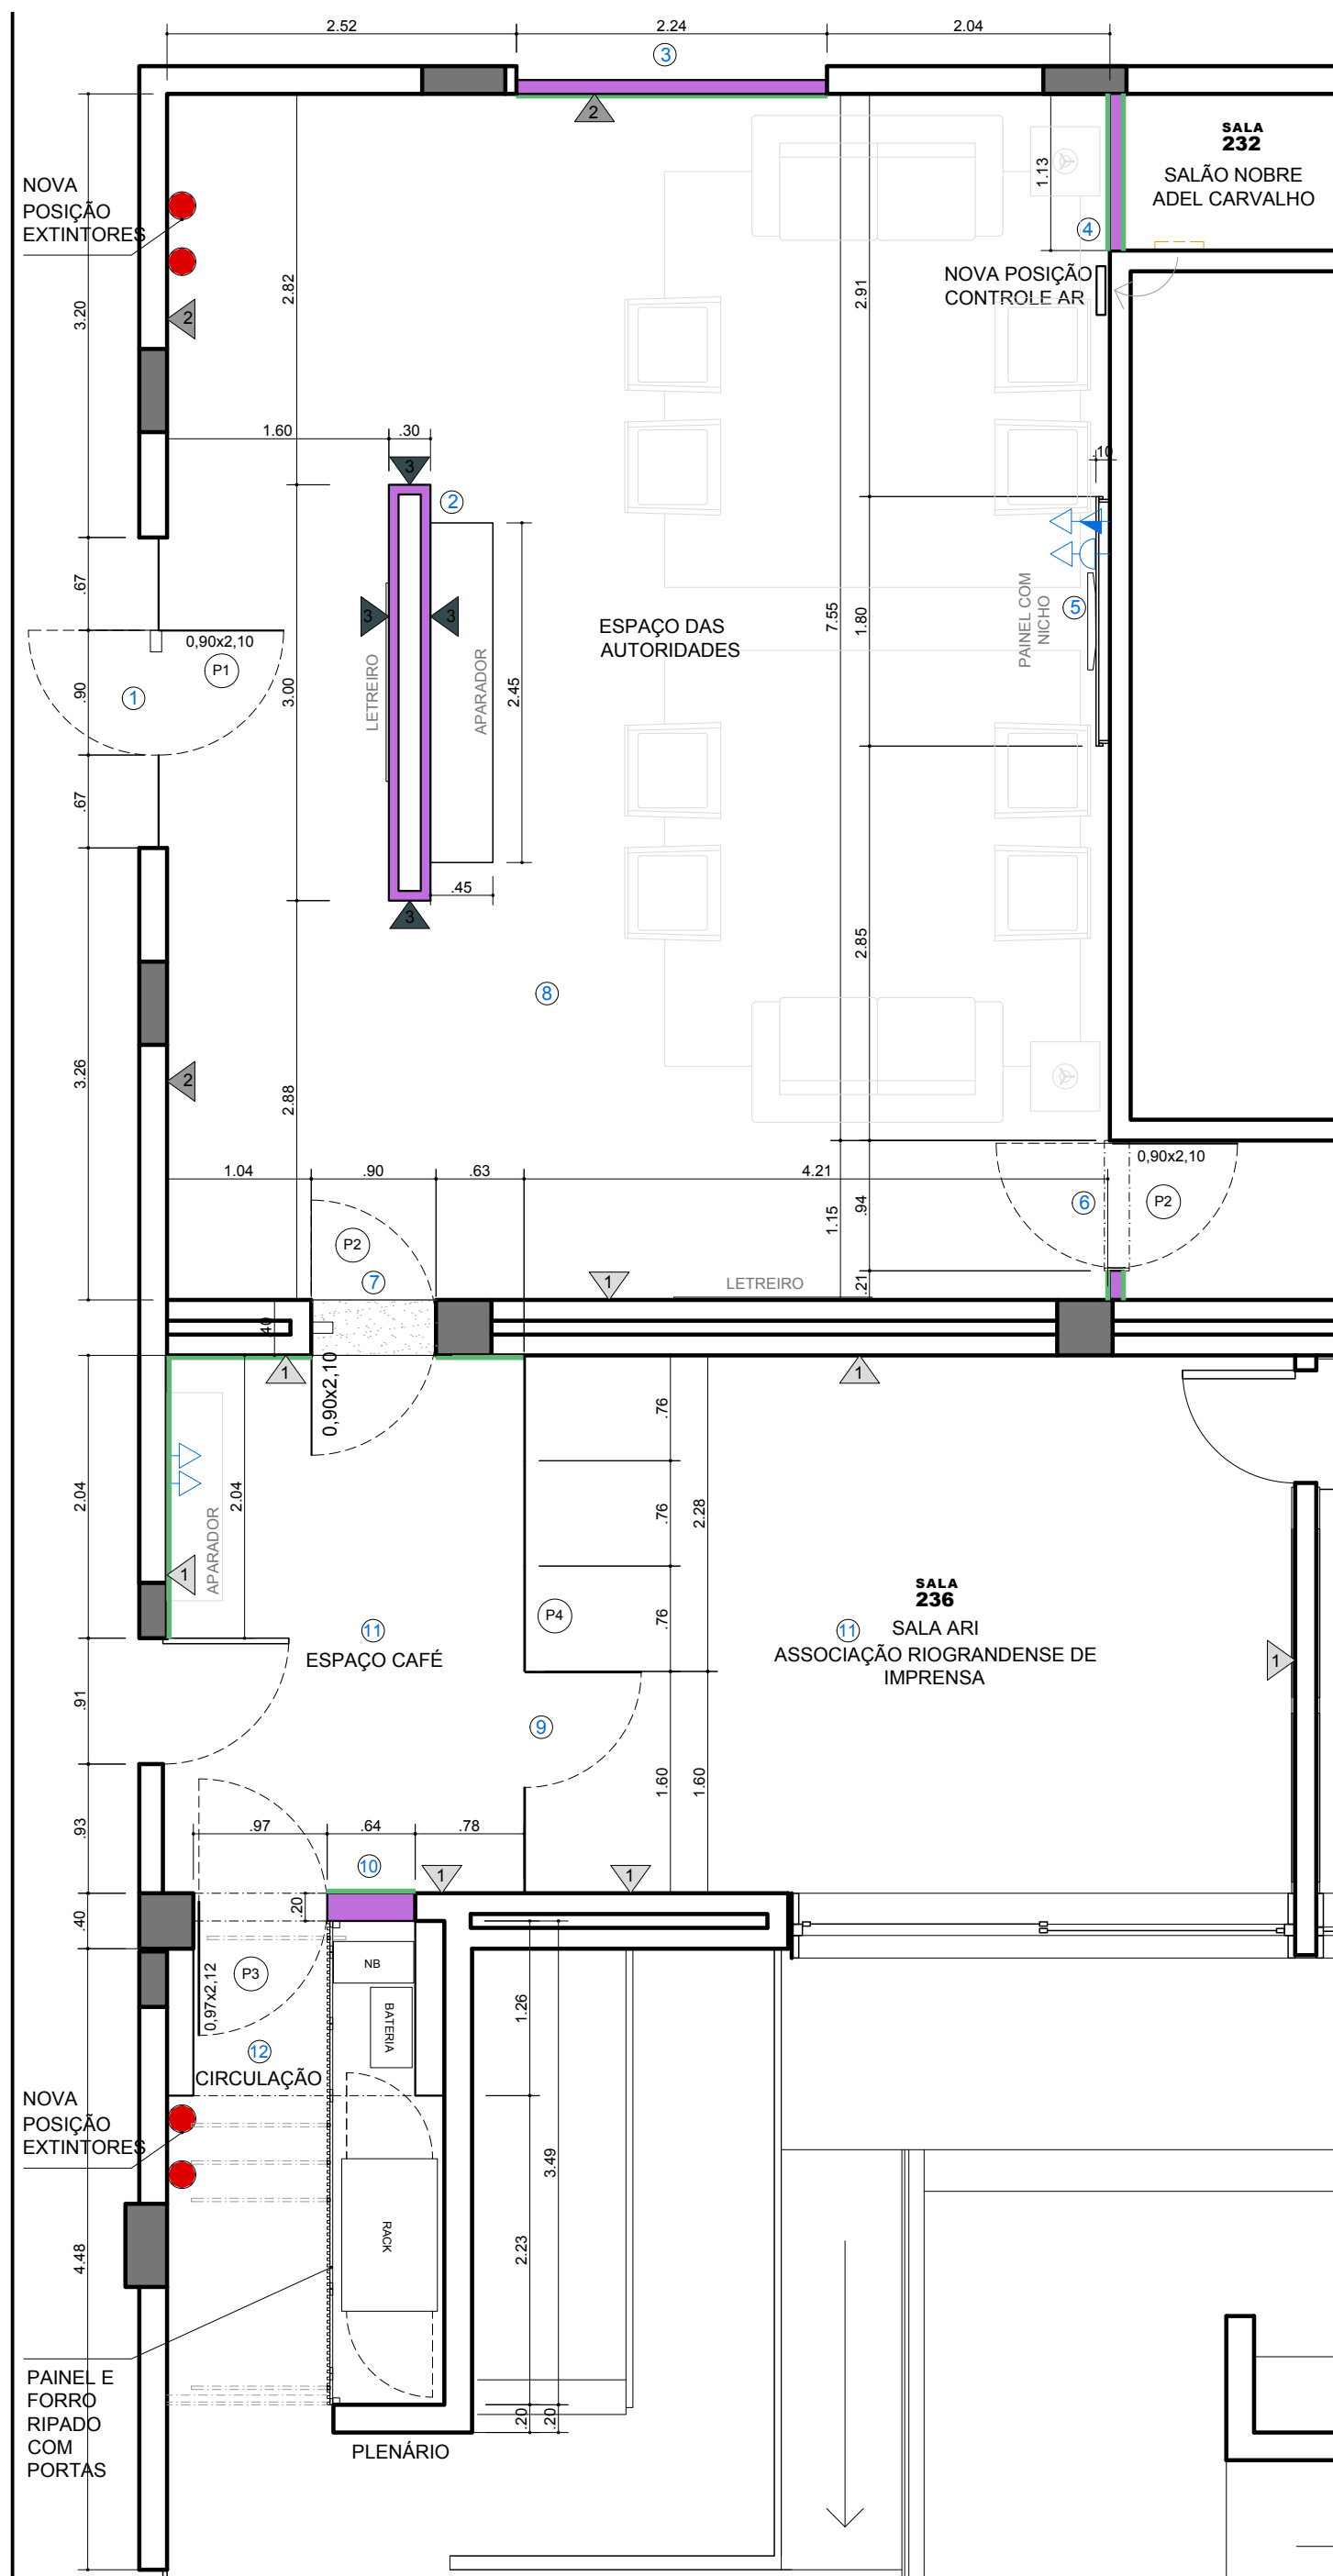 2.52
2.24
2.04
3
2
SALA
232
SALÃO NOBRE
ADEL CARVALHO
1.13
4
NOVA
POSIÇÃO
EXTINTORES
NOVA POSIÇÃO
CONTROLE AR
2.82
2.91
3.20
2
1.60
.30
.10
3
2
.67
0,90x2,10
P1
1
.90
.67
3
3
LETREIRO
APARADOR
2.45
3.00
ESPAÇO DAS
AUTORIDADES
7.55
1.80
PAINEL COM
NICHO
5
.45
3
2.85
8
3.26
2
2.88
1.04
.90
.63
4.21
0,90x2,10
P2
6
P2
7
1.15
.94
.21
1
LETREIRO
.40
1
1
0,90x2,10
.76
.76
.76
2.28
2.04
2.04
APARADOR
1
P4
11
ESPAÇO CAFÉ
SALA
236
11
SALA ARI
ASSOCIAÇÃO RIOGRANDENSE DE
IMPRENSA
1
.91
9
1.60
1.60
.93
.97
.64
.78
10
1
1
.20
.40
P3
0,97x2,12
NB
BATERIA
1.26
12
CIRCULAÇÃO
NOVA
POSIÇÃO
EXTINTORES
3.49
2.23
RACK
4.48
PAINEL E
FORRO
RIPADO
COM
PORTAS
.20
.20
PLENÁRIO